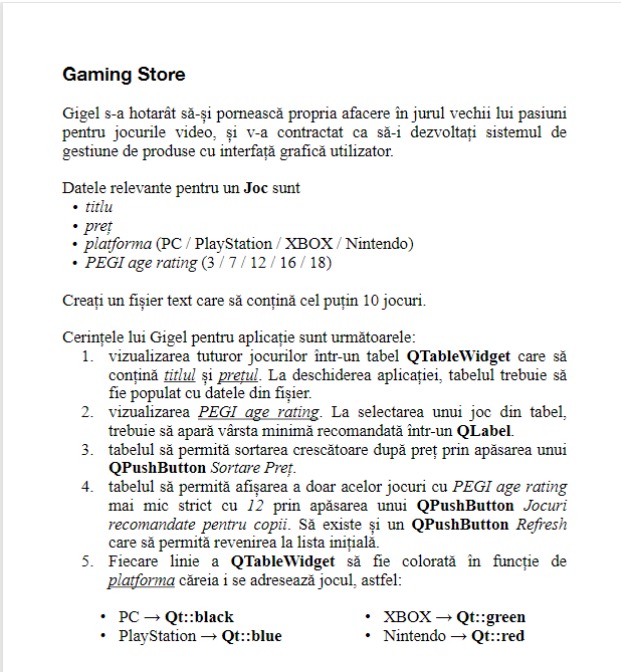 Gaming Store
Gigel s-a hotarât să-și pornească propria afacere în jurul vechii lui pasiuni
pentru jocurile video, și v-a contractat ca să-i dezvoltați sistemul de
gestiune de produse cu interfață grafică utilizator.
Datele relevante pentru un Joc sunt
• titlu
• preț
• platforma (PC / PlayStation / XBOX / Nintendo)
• PEGI age rating (3 / 7 / 12 / 16 / 18)
Creați un fișier text care să conțină cel puțin 10 jocuri.
Cerințele lui Gigel pentru aplicație sunt următoarele:
1. vizualizarea tuturor jocurilor într-un tabel QTableWidget care să
conțină titlul și prețul. La deschiderea aplicației, tabelul trebuie să
fie populat cu datele din fișier.
2. vizualizarea PEGI age rating. La selectarea unui joc din tabel,
trebuie să apară vârsta minimă recomandată într-un QLabel.
3. tabelul să permită sortarea crescătoare după preț prin apăsarea unui
QPushButton Sortare Preț.
4. tabelul să permită afișarea a doar acelor jocuri cu PEGI age rating
mai mic strict cu 12 prin apăsarea unui QPushButton Jocuri
recomandate pentru copii. Să existe și un QPushButton Refresh
care să permită revenirea la lista inițială.
5. Fiecare linie a QTableWidget să fie colorată în funcție de
platforma căreia i se adresează jocul, astfel:
• PC → Qt::black
• PlayStation → Qt::blue
• XBOX → Qt::green
• Nintendo → Qt::red